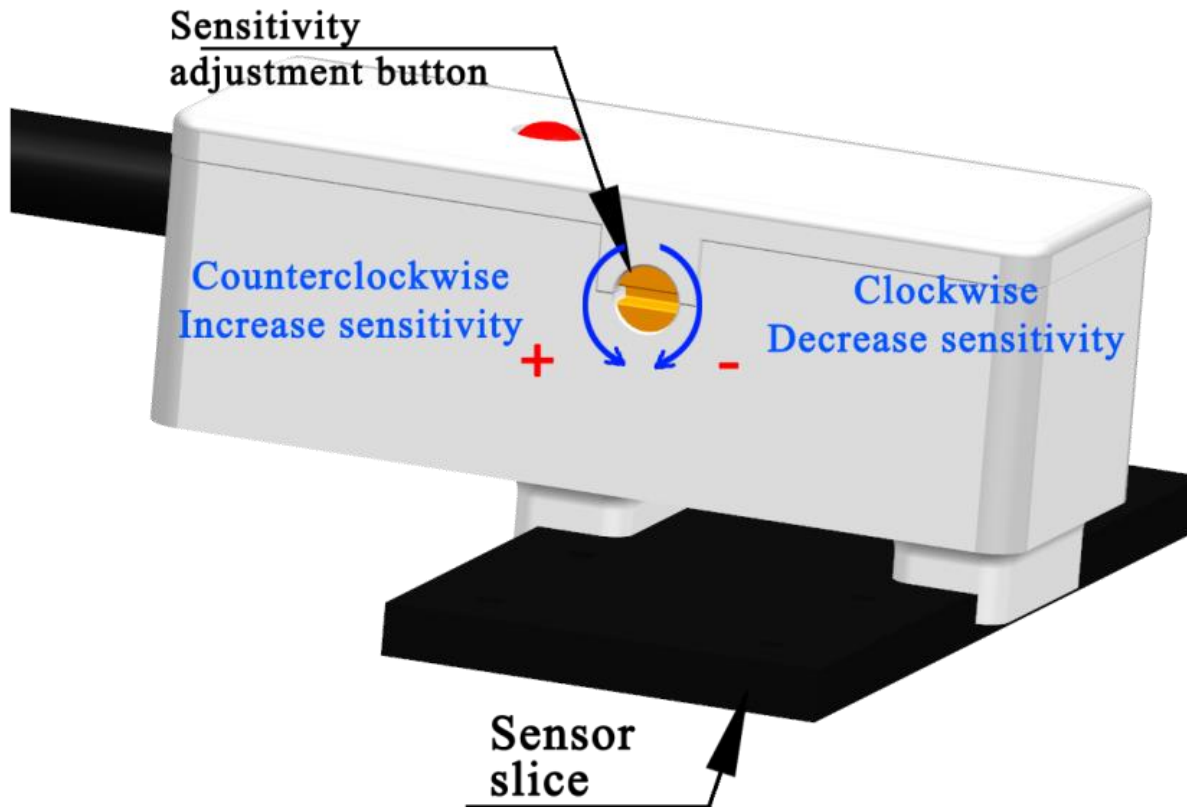 Sensitivity
adjustment button
Counterclockwise
Increase sensitivity
+
Clockwise
Decrease sensitivity
-
Sensor
slice